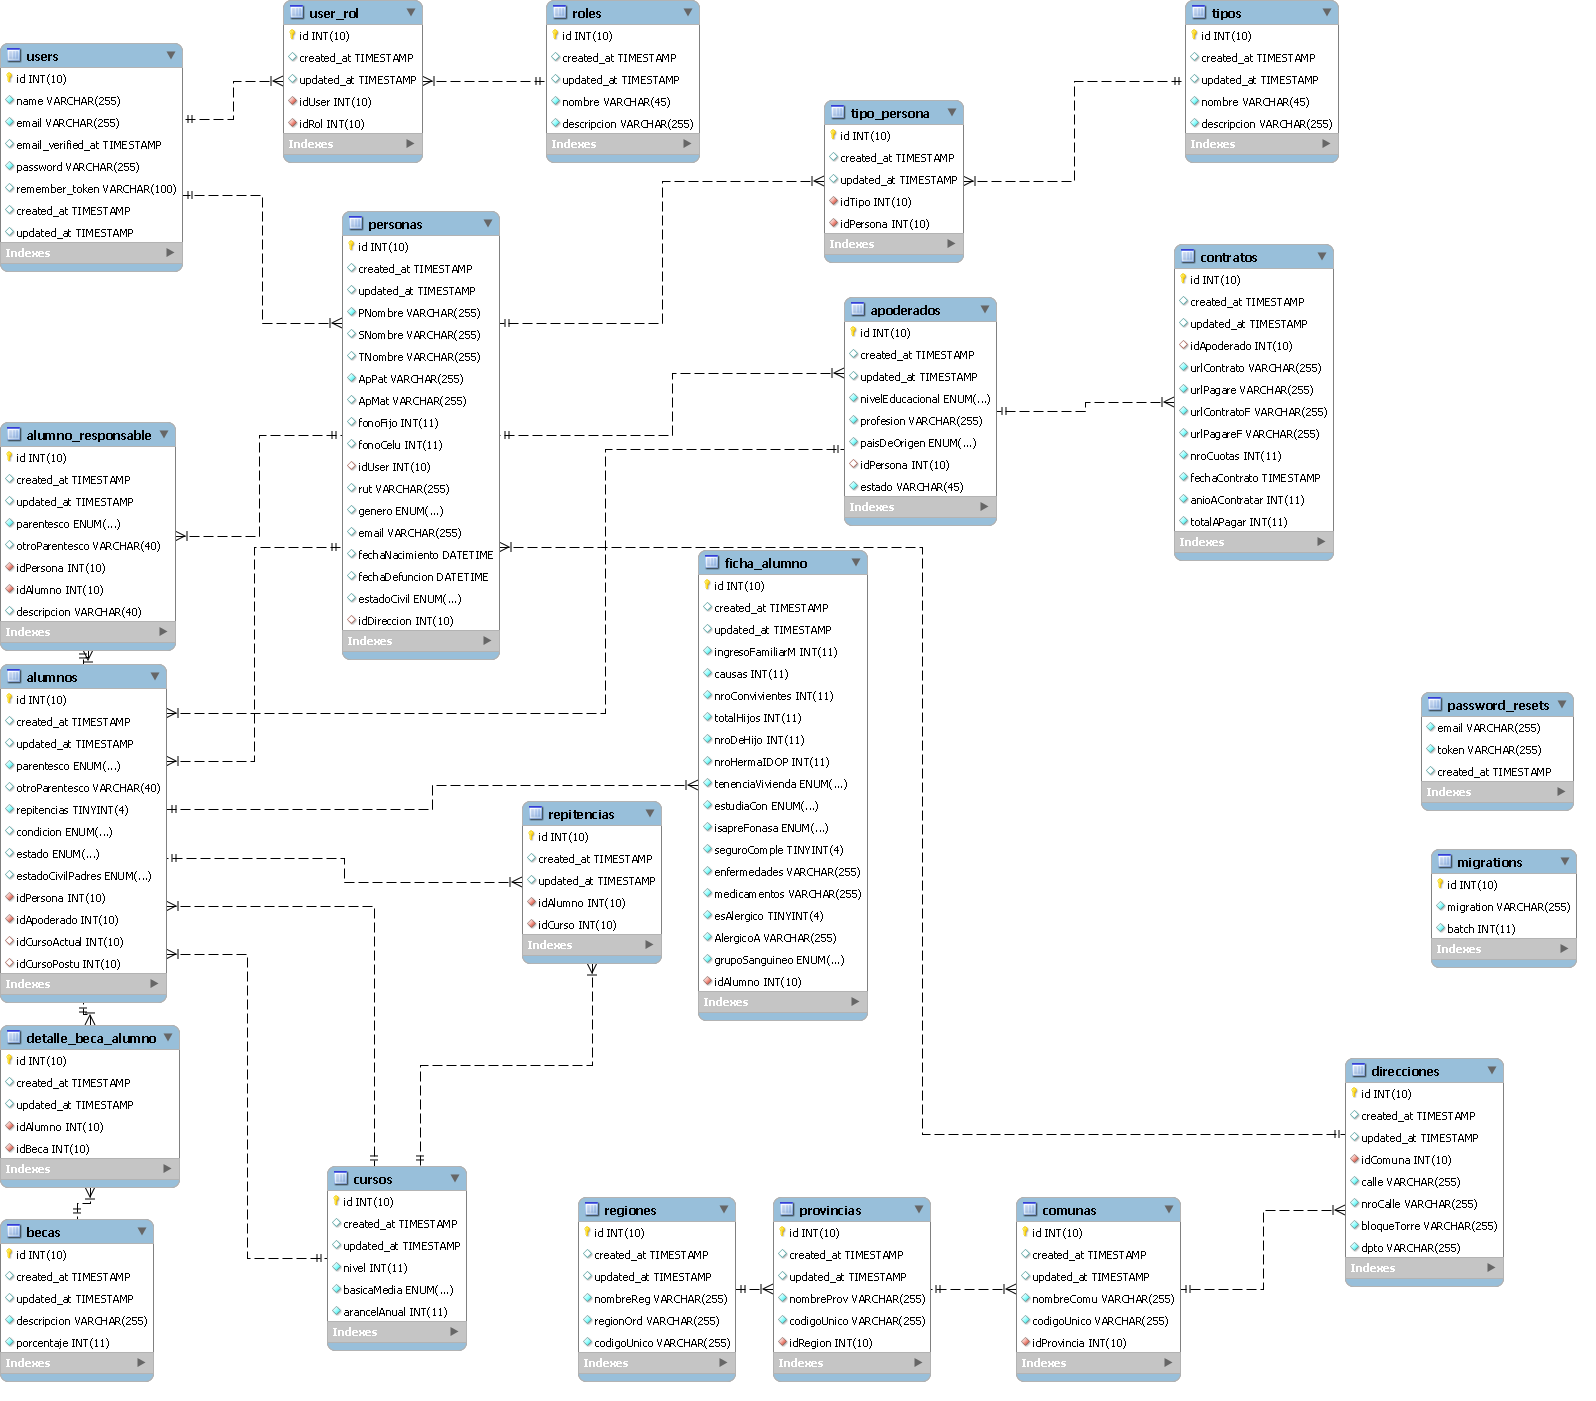 user_rol
id INT(10)
created_at TIMESTAMP
updated_at TIMESTAMP
idUser INT(10)
idRol INT(10)
Indexes
roles
id INT(10)
created_at TIMESTAMP
updated_at TIMESTAMP
nombre VARCHAR(45)
descripcion VARCHAR(255)
Indexes
tipos
id INT(10)
created_at TIMESTAMP
updated_at TIMESTAMP
nombre VARCHAR(45)
descripcion VARCHAR(255)
Indexes
users
id INT(10)
name VARCHAR(255)
email VARCHAR(255)
email_verified_at TIMESTAMP
password VARCHAR(255)
remember_token VARCHAR(100)
created_at TIMESTAMP
updated_at TIMESTAMP
Indexes
tipo_persona
id INT(10)
created_at TIMESTAMP
updated_at TIMESTAMP
idTipo INT(10)
idPersona INT(10)
Indexes
personas
id INT(10)
created_at TIMESTAMP
updated_at TIMESTAMP
PNombre VARCHAR(255)
SNombre VARCHAR(255)
TNombre VARCHAR(255)
ApPat VARCHAR(255)
ApMat VARCHAR(255)
fonoFijo INT(11)
fonoCelu INT(11)
idUser INT(10)
rut VARCHAR(255)
genero ENUM(...)
email VARCHAR(255)
fechaNacimiento DATETIME
fechaDefuncion DATETIME
estadoCivil ENUM(...)
idDireccion INT(10)
Indexes
contratos
id INT(10)
created_at TIMESTAMP
updated_at TIMESTAMP
idApoderado INT(10)
urlContrato VARCHAR(255)
urlPagare VARCHAR(255)
urlContratoF VARCHAR(255)
urlPagareF VARCHAR(255)
nroCuotas INT(11)
fechaContrato TIMESTAMP
anioAContratar INT(11)
totalAPagar INT(11)
Indexes
apoderados
id INT(10)
created_at TIMESTAMP
updated_at TIMESTAMP
nivelEducacional ENUM(...)
profesion VARCHAR(255)
paisDeOrigen ENUM(...)
idPersona INT(10)
estado VARCHAR(45)
Indexes
alumno_responsable
id INT(10)
created_at TIMESTAMP
updated_at TIMESTAMP
parentesco ENUM(...)
otroParentesco VARCHAR(40)
idPersona INT(10)
idAlumno INT(10)
descripcion VARCHAR(40)
Indexes
ficha_alumno
id INT(10)
created_at TIMESTAMP
updated_at TIMESTAMP
ingresoFamiliarM INT(11)
causas INT(11)
nroConvivientes INT(11)
totalHijos INT(11)
nroDeHijo INT(11)
nroHermaIDOP INT(11)
tenenciaVivienda ENUM(...)
estudiaCon ENUM(...)
isapreFonasa ENUM(...)
seguroComple TINYINT(4)
enfermedades VARCHAR(255)
medicamentos VARCHAR(255)
esAlergico TINYINT(4)
AlergicoA VARCHAR(255)
grupoSanguineo ENUM(...)
idAlumno INT(10)
Indexes
alumnos
id INT(10)
created_at TIMESTAMP
updated_at TIMESTAMP
parentesco ENUM(...)
otroParentesco VARCHAR(40)
repitencias TINYINT(4)
condicion ENUM(...)
estado ENUM(...)
estadoCivilPadres ENUM(...)
idPersona INT(10)
idApoderado INT(10)
idCursoActual INT(10)
idCursoPostu INT(10)
Indexes
password_resets
email VARCHAR(255)
token VARCHAR(255)
created_at TIMESTAMP
Indexes
repitencias
id INT(10)
created_at TIMESTAMP
updated_at TIMESTAMP
idAlumno INT(10)
idCurso INT(10)
Indexes
migrations
id INT(10)
migration VARCHAR(255)
batch INT(11)
Indexes
detalle_beca_alumno
id INT(10)
created_at TIMESTAMP
updated_at TIMESTAMP
idAlumno INT(10)
idBeca INT(10)
Indexes
direcciones
id INT(10)
created_at TIMESTAMP
updated_at TIMESTAMP
idComuna INT(10)
calle VARCHAR(255)
nroCalle VARCHAR(255)
bloqueTorre VARCHAR(255)
dpto VARCHAR(255)
Indexes
cursos
id INT(10)
created_at TIMESTAMP
updated_at TIMESTAMP
nivel INT(11)
basicaMedia ENUM(...)
arancelAnual INT(11)
Indexes
becas
id INT(10)
created_at TIMESTAMP
updated_at TIMESTAMP
descripcion VARCHAR(255)
porcentaje INT(11)
Indexes
regiones
id INT(10)
created_at TIMESTAMP
updated_at TIMESTAMP
nombreReg VARCHAR(255)
regionOrd VARCHAR(255)
codigoUnico VARCHAR(255)
Indexes
provincias
id INT(10)
created_at TIMESTAMP
updated_at TIMESTAMP
nombreProv VARCHAR(255)
codigoUnico VARCHAR(255)
idRegion INT(10)
Indexes
comunas
id INT(10)
created_at TIMESTAMP
updated_at TIMESTAMP
nombreComu VARCHAR(255)
codigoUnico VARCHAR(255)
idProvincia INT(10)
Indexes